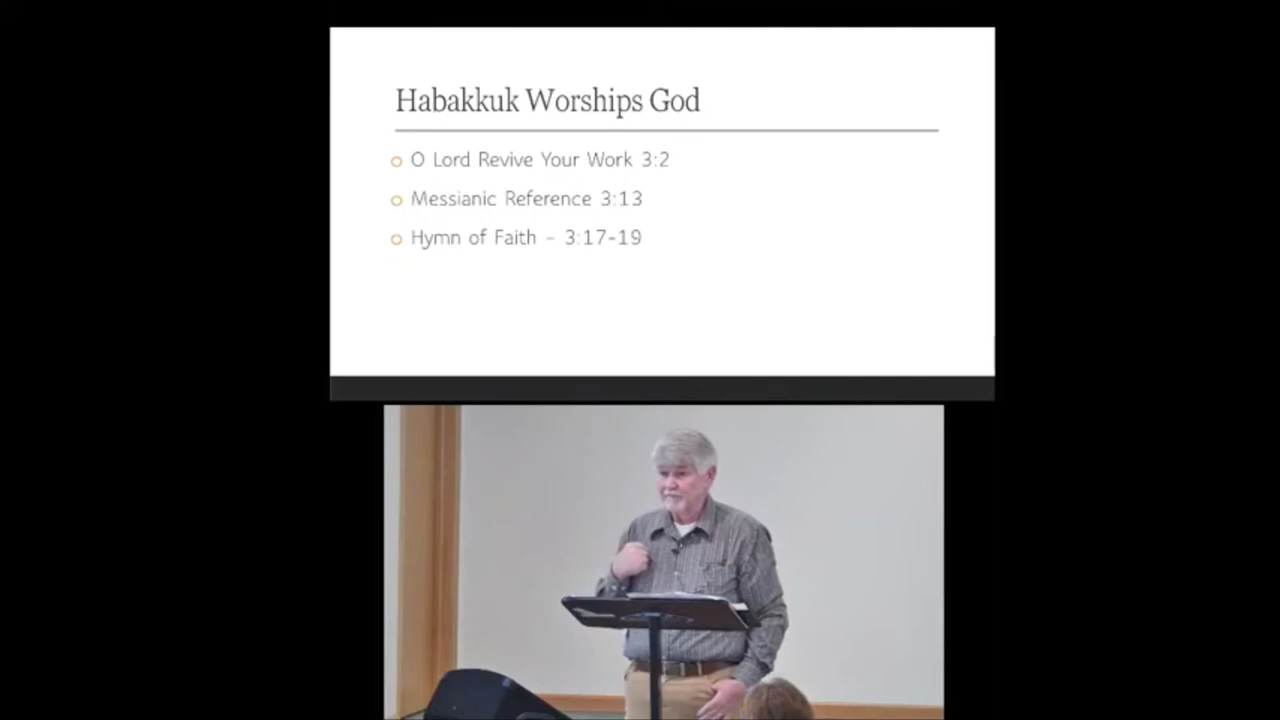 Habakkuk Worships God
O Lord Revive Your Work 3:2
Messianic Reference 3:13
Hymn of Faith - 3:17-19